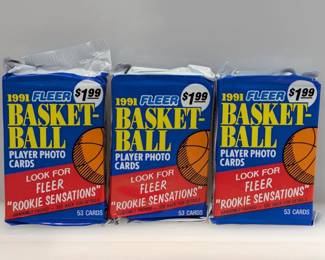 1991 FLEER $1.99
BASKET-
BALL
PLAYER PHOTO
CARDS
LOOK FOR
FLEER
"ROOKIE SENSATIONS"
53 CARDS
1991 FLEER $1.99
BASKET-
BALL
PLAYER PHOTO
CARDS
LOOK FOR
FLEER
"ROOKIE SENSATIONS"
53 CARDS
1991 FLEER $1.99
BASKET-
BALL
PLAYER PHOTO
CARDS
LOOK FOR
FLEER
"ROOKIE SENSATIONS"
53 CARDS